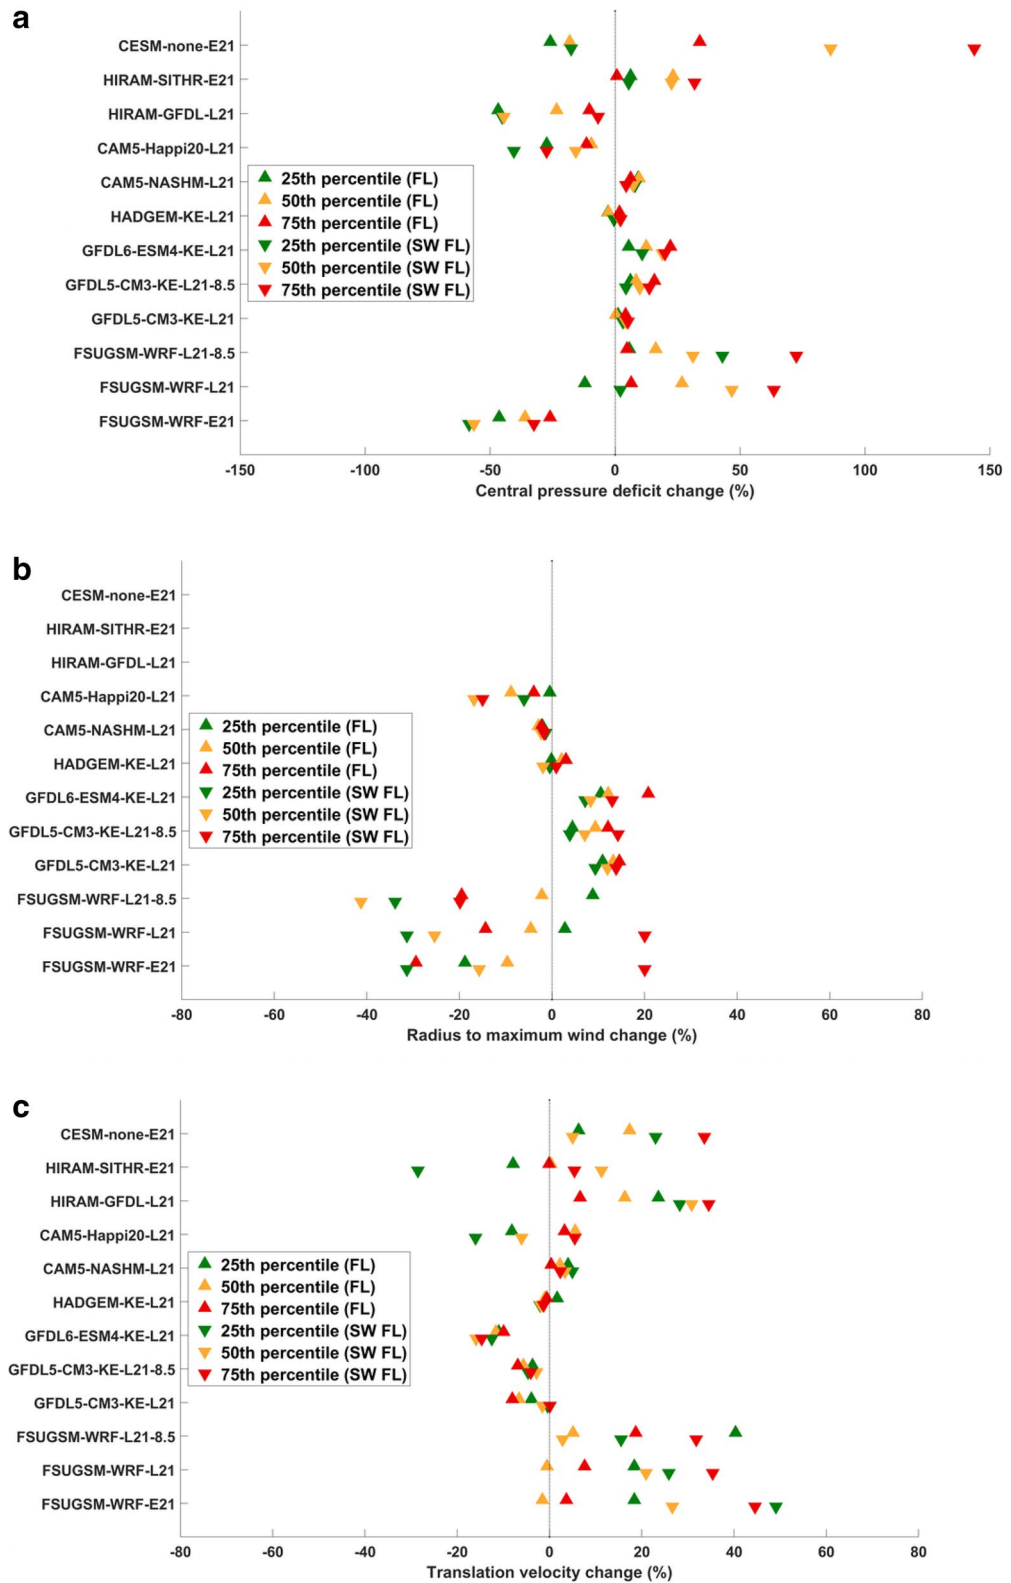 a
CESM-none-E21
HIRAM-SITHR-E21
HIRAM-GFDL-L21
CAM5-Happi20-L21
CAM5-NASHM-L21
HADGEM-KE-L21
GFDL6-ESM4-KE-L21
GFDL5-CM3-KE-L21-8.5
GFDL5-CM3-KE-L21
FSUGSM-WRF-L21-8.5
FSUGSM-WRF-L21
FSUGSM-WRF-E21
25th percentile (FL)
50th percentile (FL)
75th percentile (FL)
25th percentile (SW FL)
50th percentile (SW FL)
75th percentile (SW FL)
-150 -100 -50 0 50 100 150
Central pressure deficit change (%)
b
CESM-none-E21
HIRAM-SITHR-E21
HIRAM-GFDL-L21
CAM5-Happi20-L21
CAM5-NASHM-L21
HADGEM-KE-L21
GFDL6-ESM4-KE-L21
GFDL5-CM3-KE-L21-8.5
GFDL5-CM3-KE-L21
FSUGSM-WRF-L21-8.5
FSUGSM-WRF-L21
FSUGSM-WRF-E21
25th percentile (FL)
50th percentile (FL)
75th percentile (FL)
25th percentile (SW FL)
50th percentile (SW FL)
75th percentile (SW FL)
-80 -60 -40 -20 0 20 40 60 80
Radius to maximum wind change (%)
c
CESM-none-E21
HIRAM-SITHR-E21
HIRAM-GFDL-L21
CAM5-Happi20-L21
CAM5-NASHM-L21
HADGEM-KE-L21
GFDL6-ESM4-KE-L21
GFDL5-CM3-KE-L21-8.5
GFDL5-CM3-KE-L21
FSUGSM-WRF-L21-8.5
FSUGSM-WRF-L21
FSUGSM-WRF-E21
25th percentile (FL)
50th percentile (FL)
75th percentile (FL)
25th percentile (SW FL)
50th percentile (SW FL)
75th percentile (SW FL)
-80 -60 -40 -20 0 20 40 60 80
Translation velocity change (%)